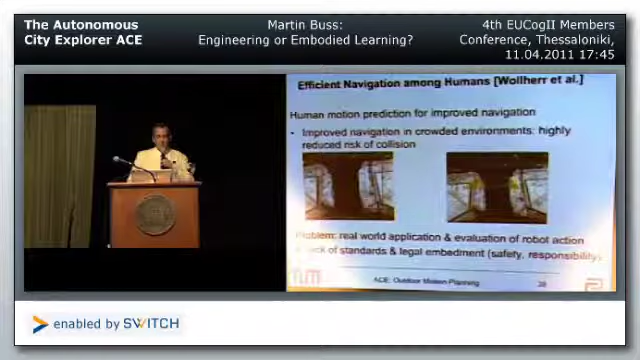 The Autonomous
City Explorer ACE
Martin Buss:
Engineering or Embodied Learning?
4th EUCogII Members
Conference, Thessaloniki,
11.04.2011 17:45
Efficient Navigation among Humans [Wollherr et al.]
Human motion prediction for improved navigation
• Improved navigation in crowded environments: highly
reduced risk of collision
Problem: real world application & evaluation of robot action
lack of standards & legal embedment (safety, responsibility)
ACE: Outdoor Motion Planning
enabled by SWITCH